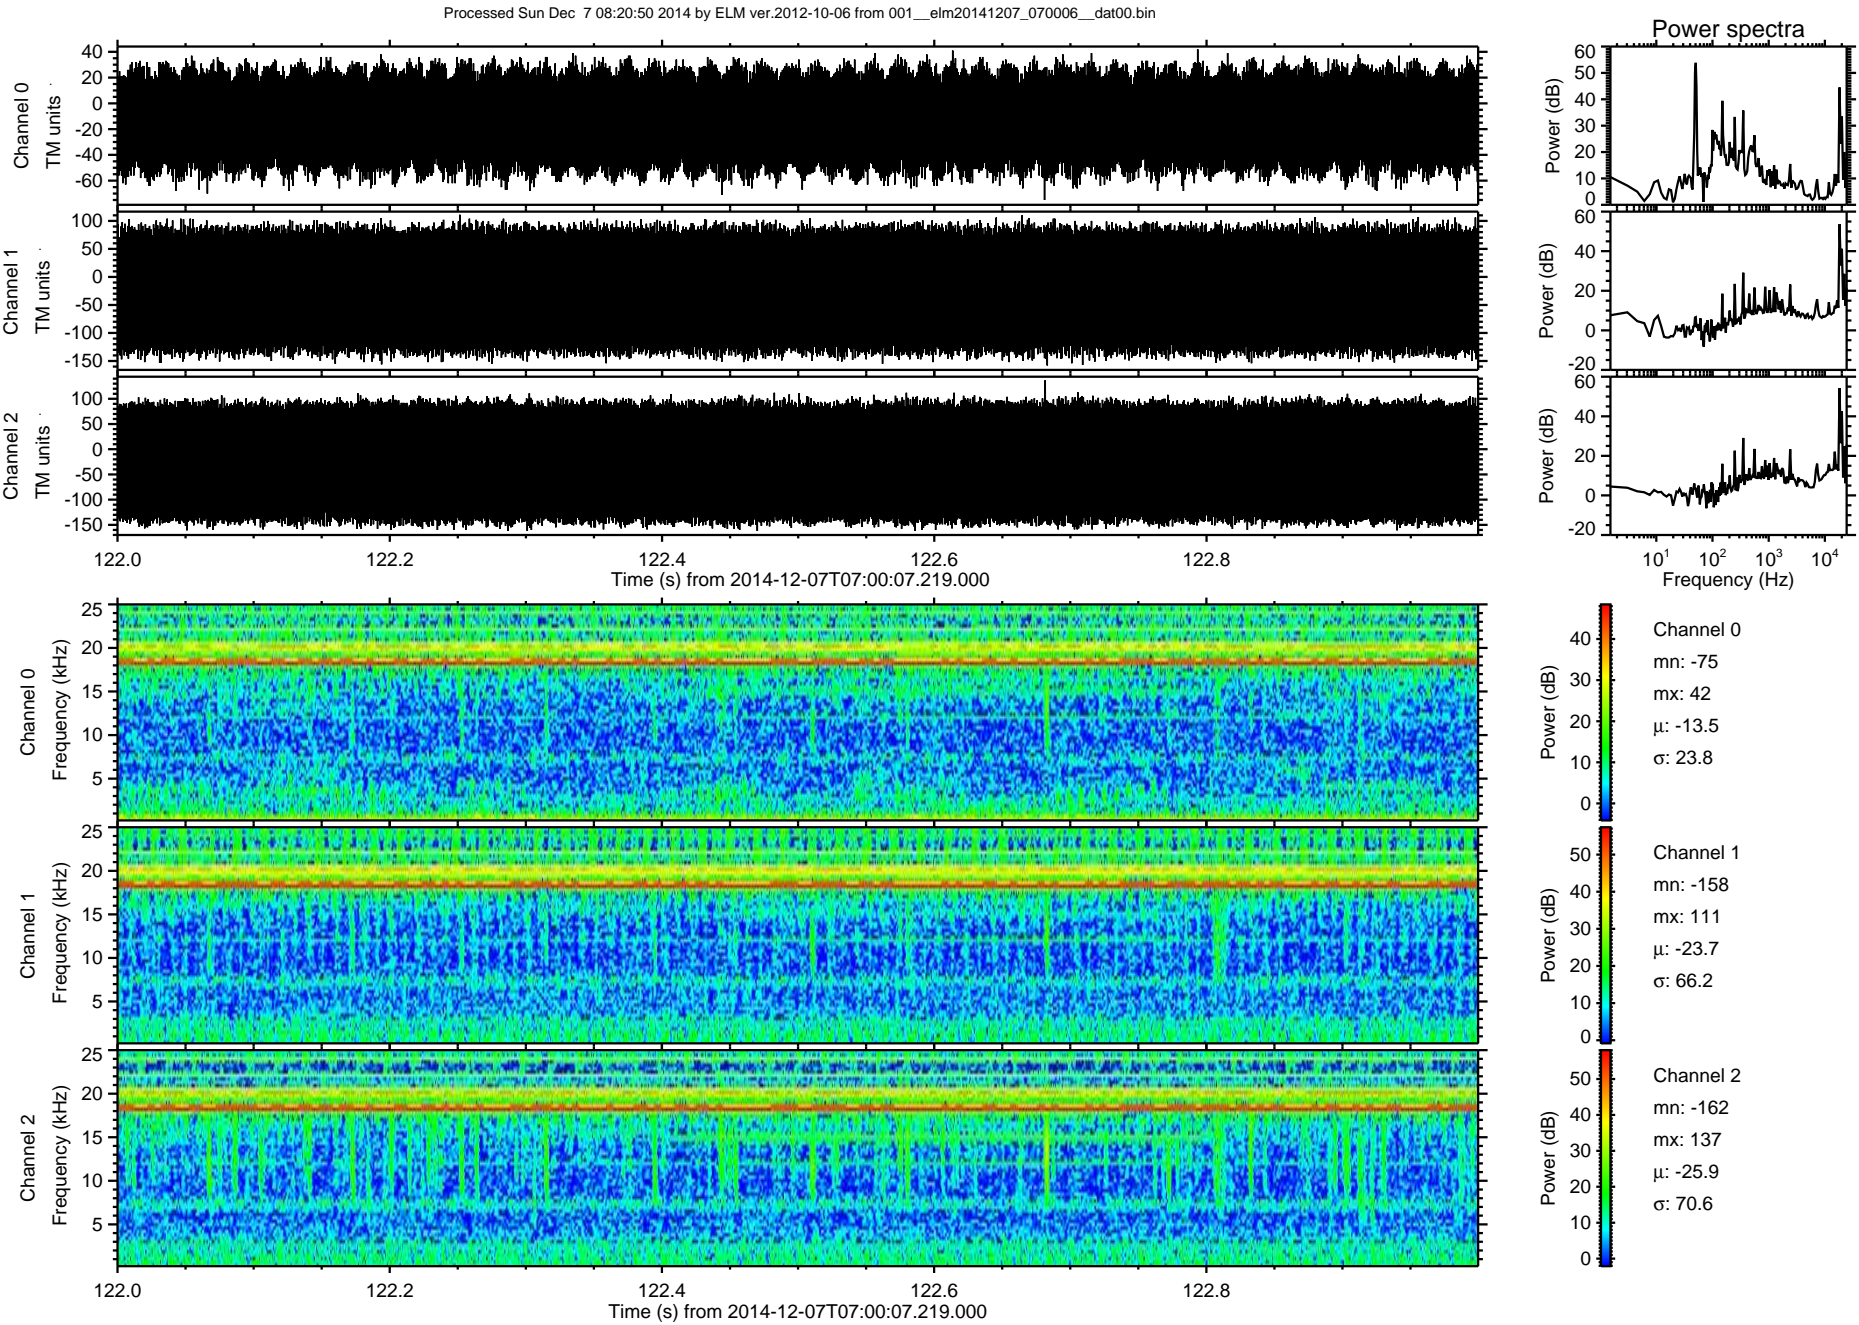 Processed Sun Dec  7 08:20:50 2014 by ELM ver.2012-10-06 from 001__elm20141207_070006__dat00.bin
Power spectra
Channel 0
TM units
40
20
0
-20
-40
-60
Power (dB)
60
50
40
30
20
10
0
Channel 1
TM units
100
50
0
-50
-100
-150
Power (dB)
60
40
20
0
-20
Channel 2
TM units
100
50
0
-50
-100
-150
Power (dB)
60
40
20
0
-20
122.0 122.2 122.4 122.6 122.8
Time (s) from 2014-12-07T07:00:07.219.000
10^1 10^2 10^3 10^4
Frequency (Hz)
Channel 0
Frequency (kHz)
25
20
15
10
5
Power (dB)
40
30
20
10
0
Channel 0
mn: -75
mx: 42
μ: -13.5
σ: 23.8
Channel 1
Frequency (kHz)
25
20
15
10
5
Power (dB)
50
40
30
20
10
0
Channel 1
mn: -158
mx: 111
μ: -23.7
σ: 66.2
Channel 2
Frequency (kHz)
25
20
15
10
5
Power (dB)
50
40
30
20
10
0
Channel 2
mn: -162
mx: 137
μ: -25.9
σ: 70.6
122.0 122.2 122.4 122.6 122.8
Time (s) from 2014-12-07T07:00:07.219.000